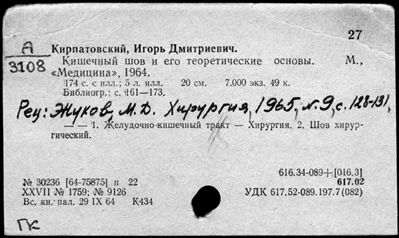 27
А
3108
Кирпатовский, Игорь Дмитриевич.
Кишечный шов и его теоретические основы. М.,
«Медицина», 1964.
174 с. с илл.; 5 л. илл. 20 см. 7.000 экз. 49 к.
Библиогр.: с. 161—173.
Рец.: Жуков, М. Д. Хирургия, 1965, №9, с. 128-131.
— — 1. Желудочно-кишечный тракт — Хирургия. 2. Шов хирур-
гический.
616.34-089+[016.3]
№ 30236 [64-75875] п 22 617.02
XXVII № 1759; № 9126 УДК 617.52-089.197.7 (082)
Вс. кн. пал. 29 IX 64 К434
ГК